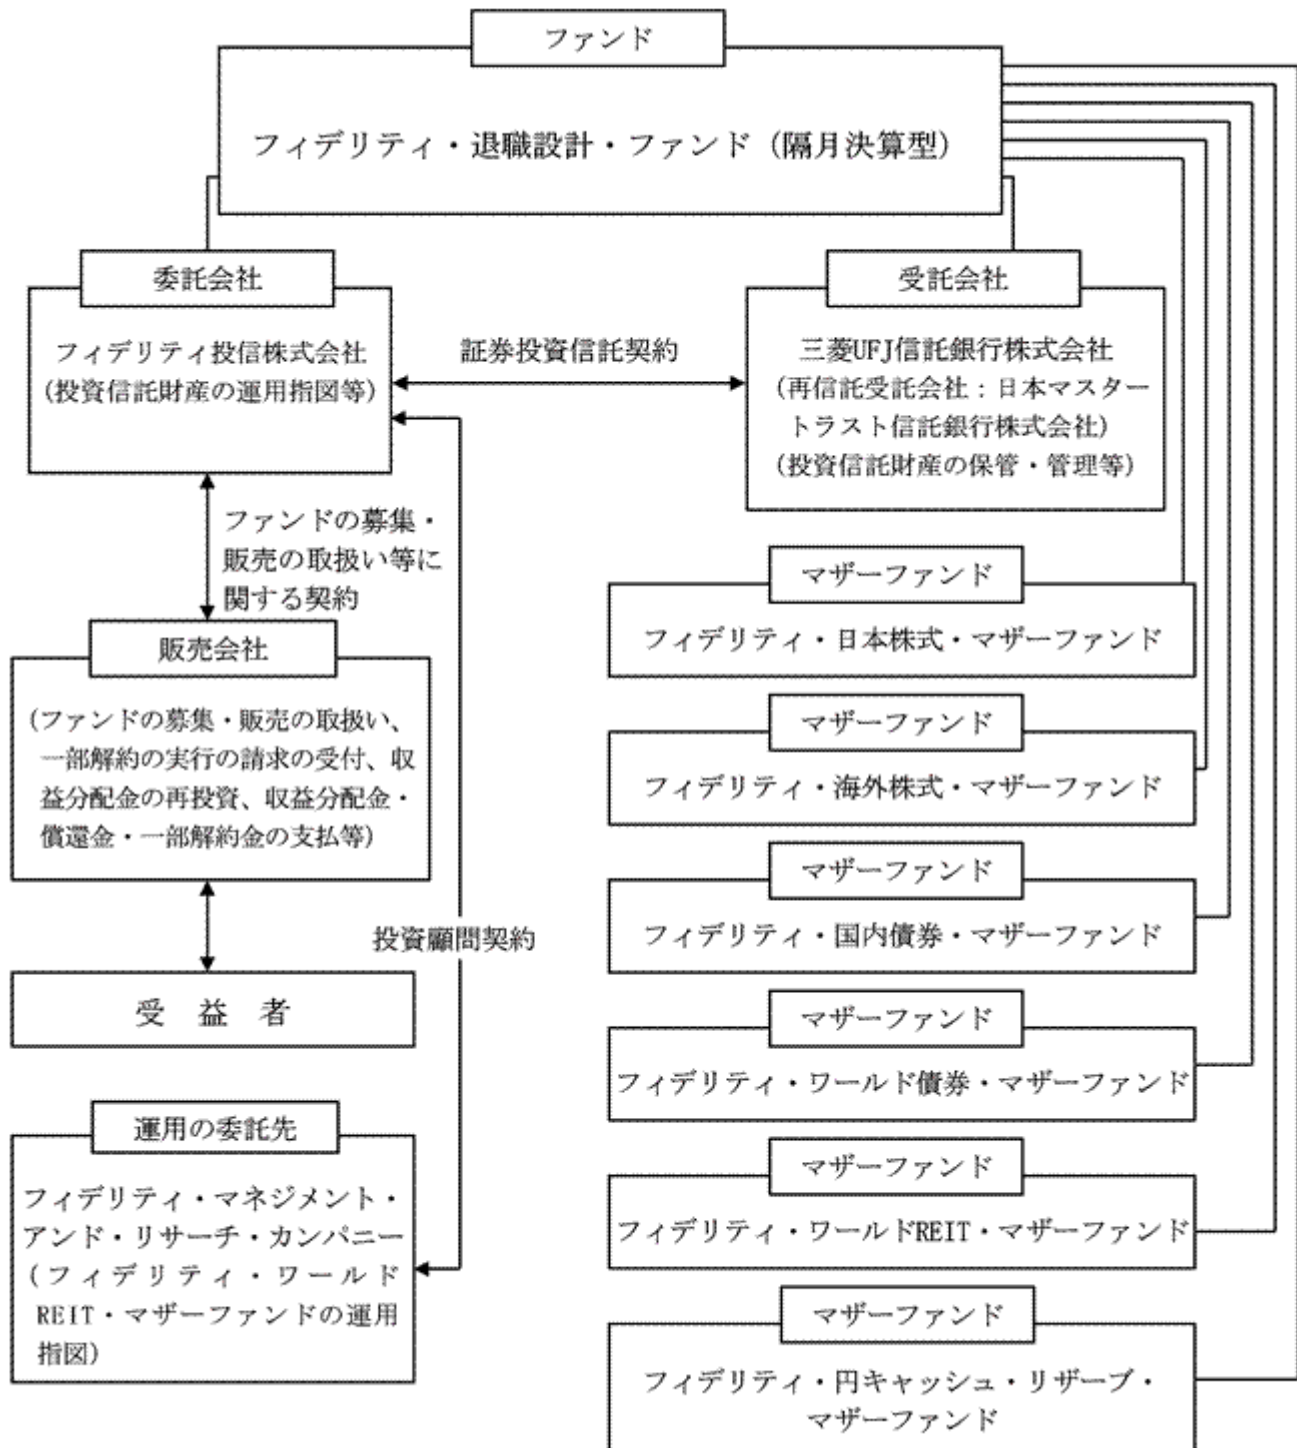 ファンド
フィデリティ・退職設計・ファンド（隔月決算型）
委託会社
フィデリティ投信株式会社
（投資信託財産の運用指図等）
証券投資信託契約
受託会社
三菱UFJ信託銀行株式会社
（再信託受託会社：日本マスター
トラスト信託銀行株式会社）
（投資信託財産の保管・管理等）
ファンドの募集・
販売の取扱い等に
関する契約
販売会社
（ファンドの募集・販売の取扱い、
一部解約の実行の請求の受付、収
益分配金の再投資、収益分配金・
償還金・一部解約金の支払等）
投資顧問契約
受　益　者
運用の委託先
フィデリティ・マネジメント・
アンド・リサーチ・カンパニー
（フィデリティ・ワールド
REIT・マザーファンドの運用
指図）
マザーファンド
フィデリティ・日本株式・マザーファンド
マザーファンド
フィデリティ・海外株式・マザーファンド
マザーファンド
フィデリティ・国内債券・マザーファンド
マザーファンド
フィデリティ・ワールド債券・マザーファンド
マザーファンド
フィデリティ・ワールドREIT・マザーファンド
マザーファンド
フィデリティ・円キャッシュ・リザーブ・
マザーファンド